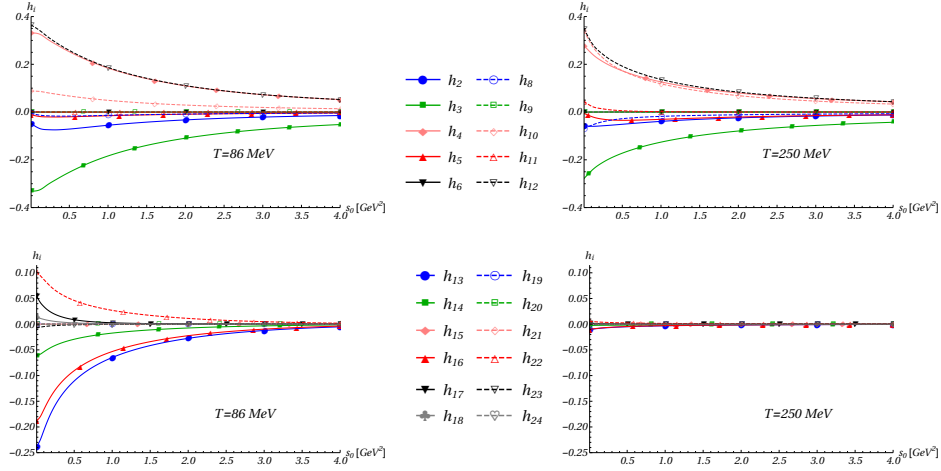 h_i
0.4
0.2
0.0
−0.2
−0.4
0.5 1.0 1.5 2.0 2.5 3.0 3.5 4.0
s_0 [GeV^2]
T=86 MeV
h_2 h_8
h_3 h_9
h_4 h_10
h_5 h_11
h_6 h_12
h_i
0.4
0.2
0.0
−0.2
−0.4
0.5 1.0 1.5 2.0 2.5 3.0 3.5 4.0
s_0 [GeV^2]
T=250 MeV
h_i
0.10
0.05
0.00
−0.05
−0.10
−0.15
−0.20
−0.25
0.5 1.0 1.5 2.0 2.5 3.0 3.5 4.0
s_0 [GeV^2]
T=86 MeV
h_13 h_19
h_14 h_20
h_15 h_21
h_16 h_22
h_17 h_23
h_18 h_24
h_i
0.10
0.05
0.00
−0.05
−0.10
−0.15
−0.20
−0.25
0.5 1.0 1.5 2.0 2.5 3.0 3.5 4.0
s_0 [GeV^2]
T=250 MeV